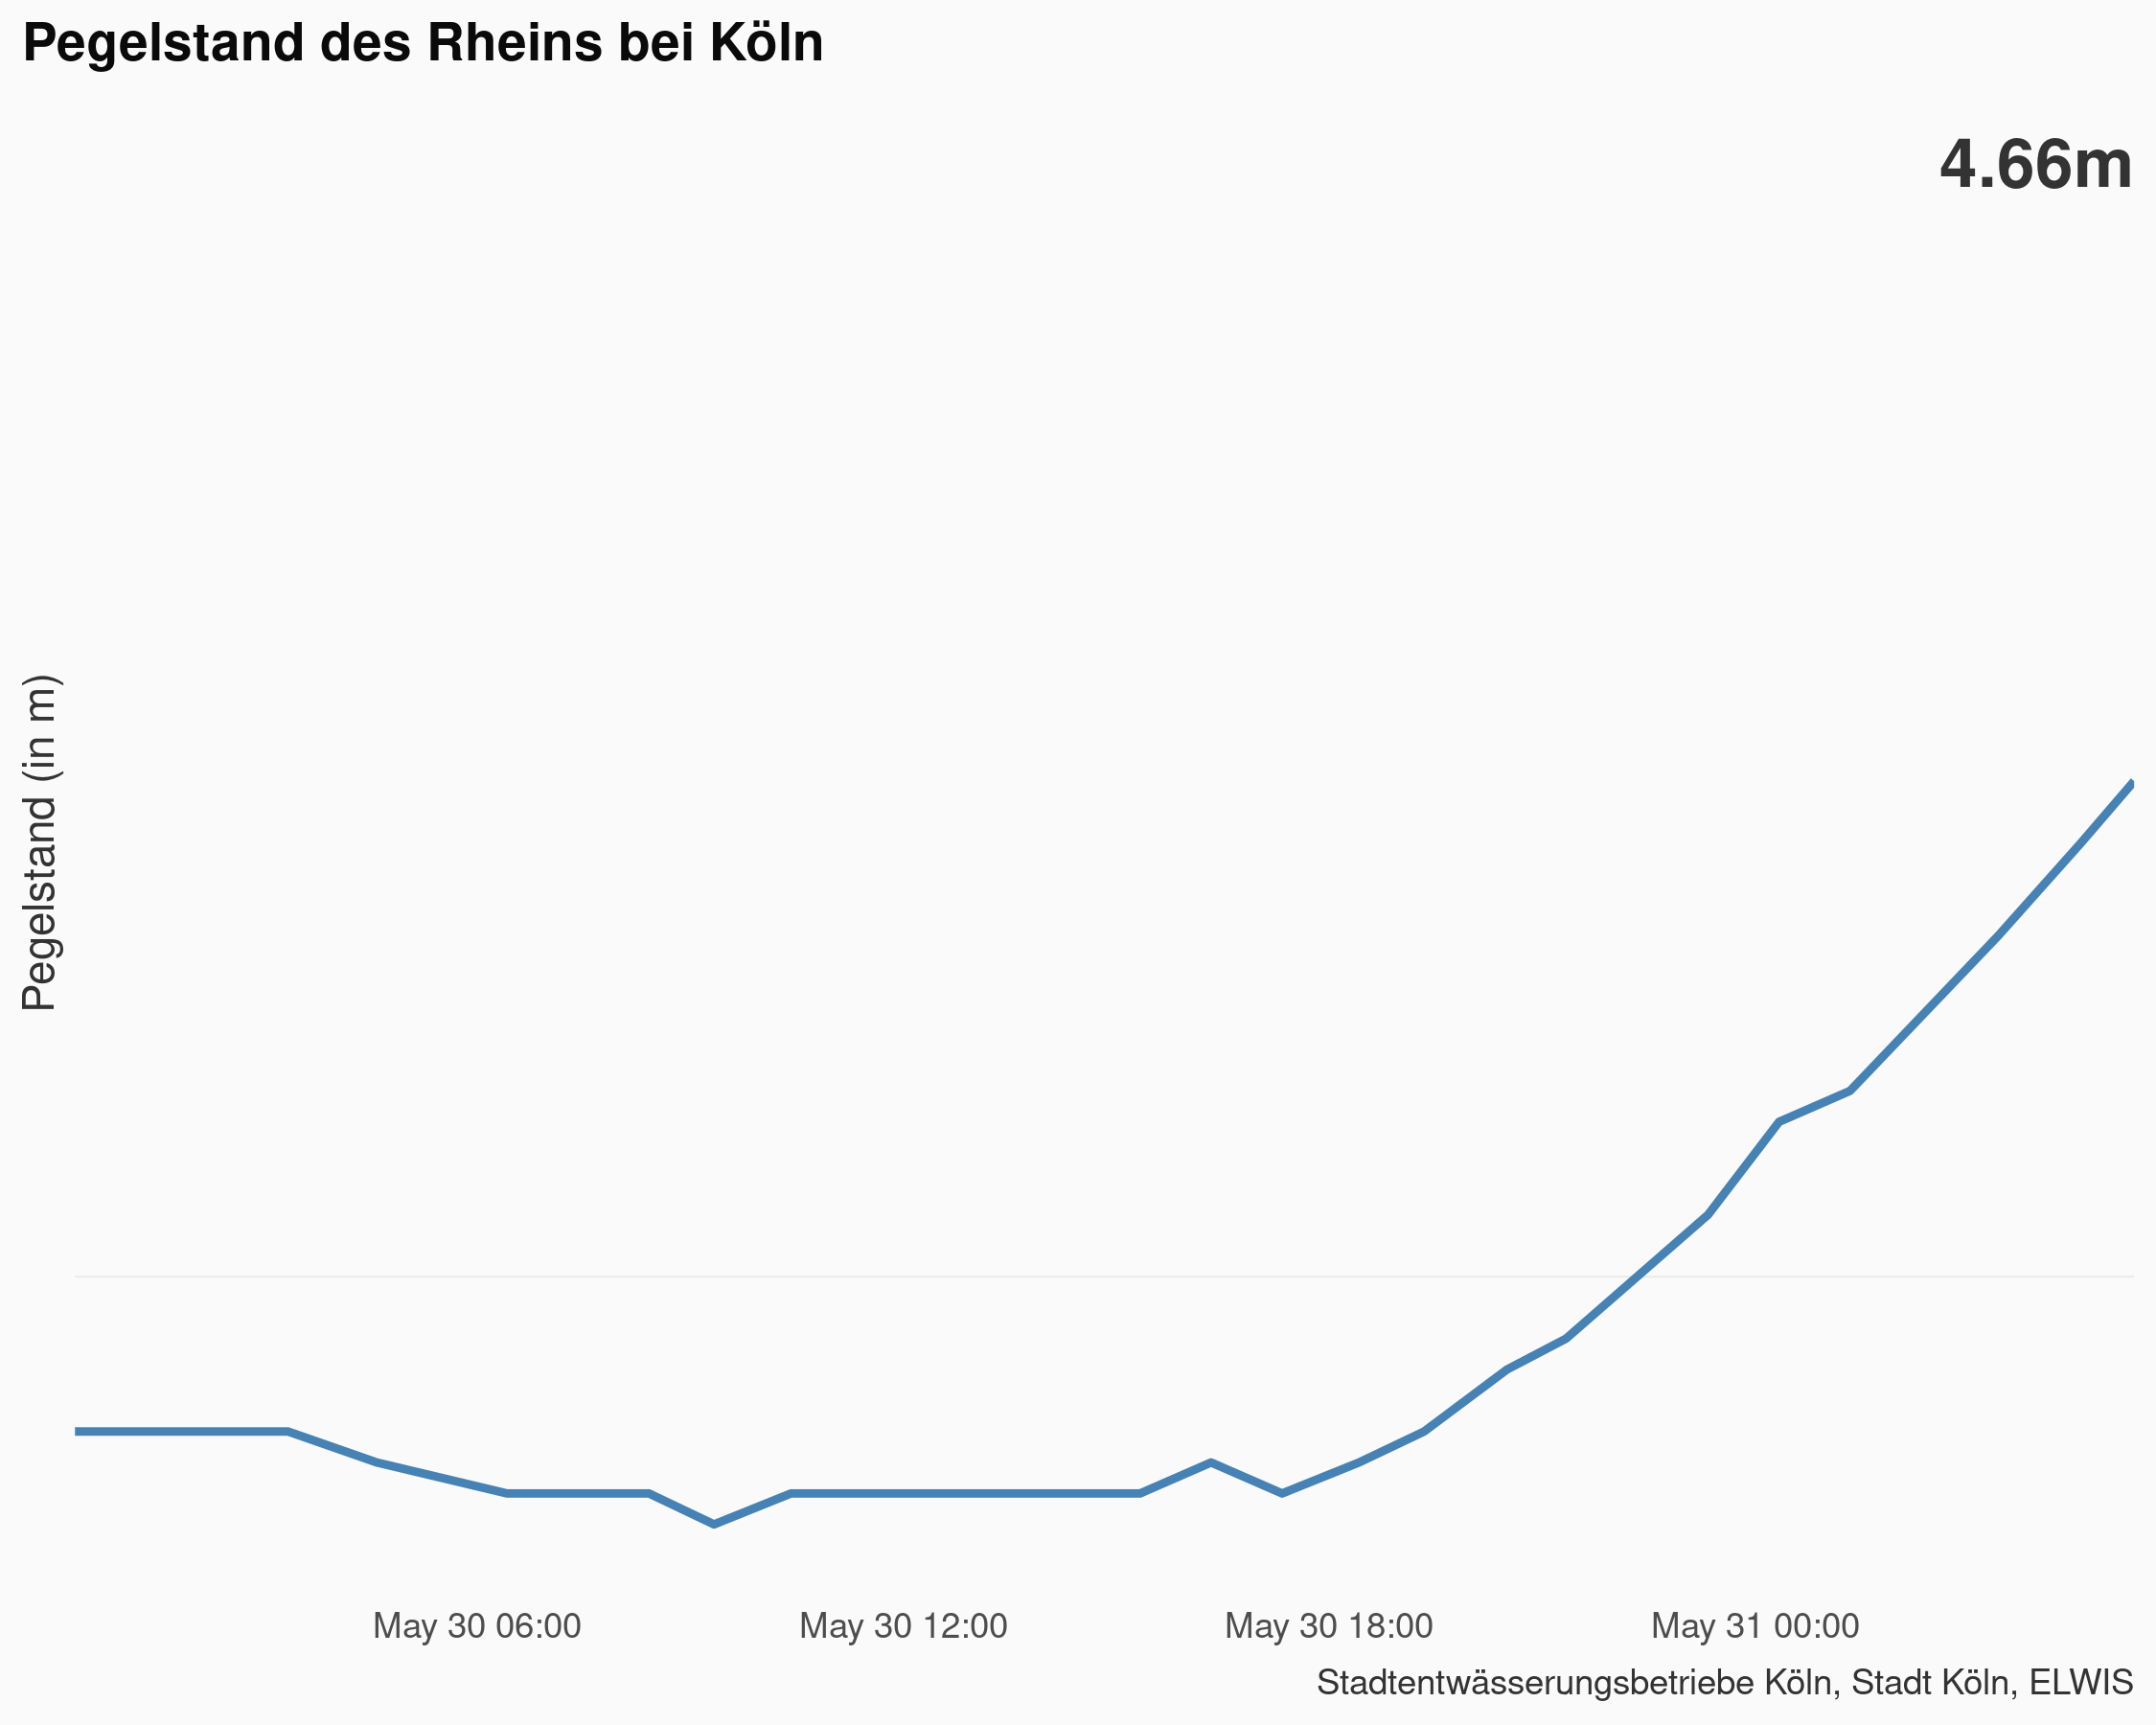 Pegelstand des Rheins bei Köln
4.66m
Pegelstand (in m)
May 30 06:00
May 30 12:00
May 30 18:00
May 31 00:00
Stadtentwässerungsbetriebe Köln, Stadt Köln, ELWIS